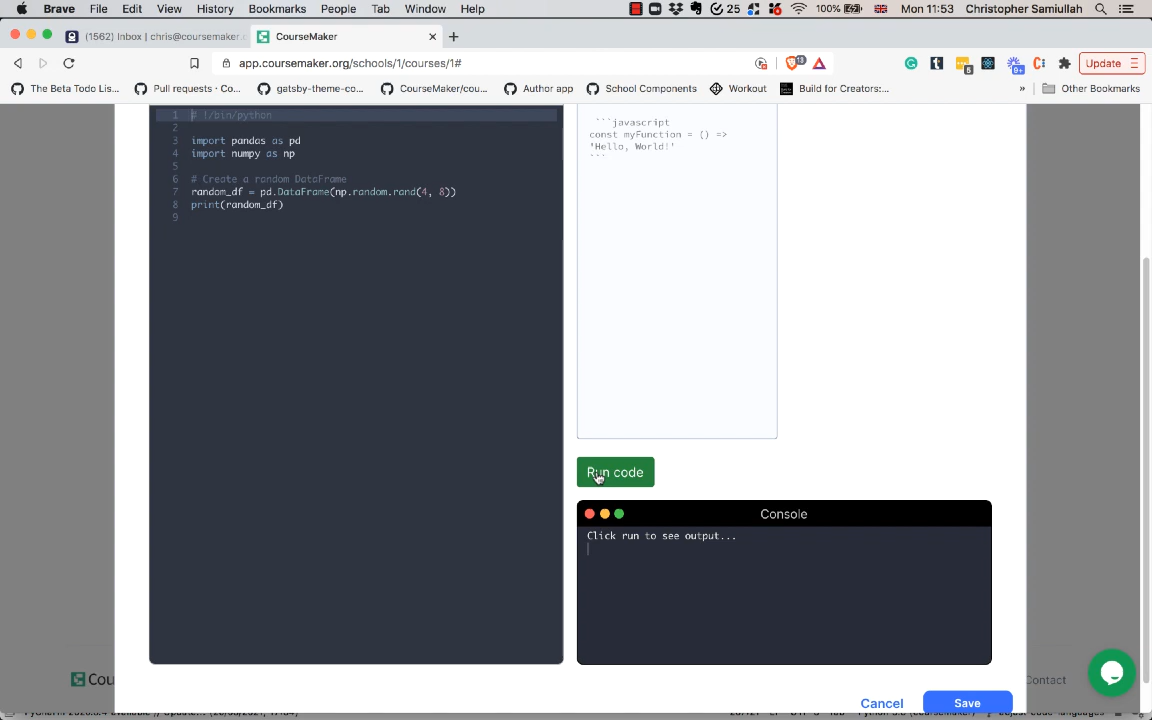 Brave File Edit View History Bookmarks People Tab Window Help 25 100% Mon 11:53 Christopher Samiullah
(1562) Inbox | chris@coursemaker. CourseMaker
app.coursemaker.org/schools/1/courses/1# 13 5 9+ Update
The Beta Todo Lis... Pull requests · Co... gatsby-theme-co... CourseMaker/cou... Author app School Components Workout Build for Creators:... » Other Bookmarks
1 # !/bin/python
2
3 import pandas as pd
4 import numpy as np
5
6 # Create a random DataFrame
7 random_df = pd.DataFrame(np.random.rand(4, 8))
8 print(random_df)
9
```javascript
const myFunction = () =>
'Hello, World!'
```
Run code
Console
Click run to see output...
Cou
Contact
Cancel Save